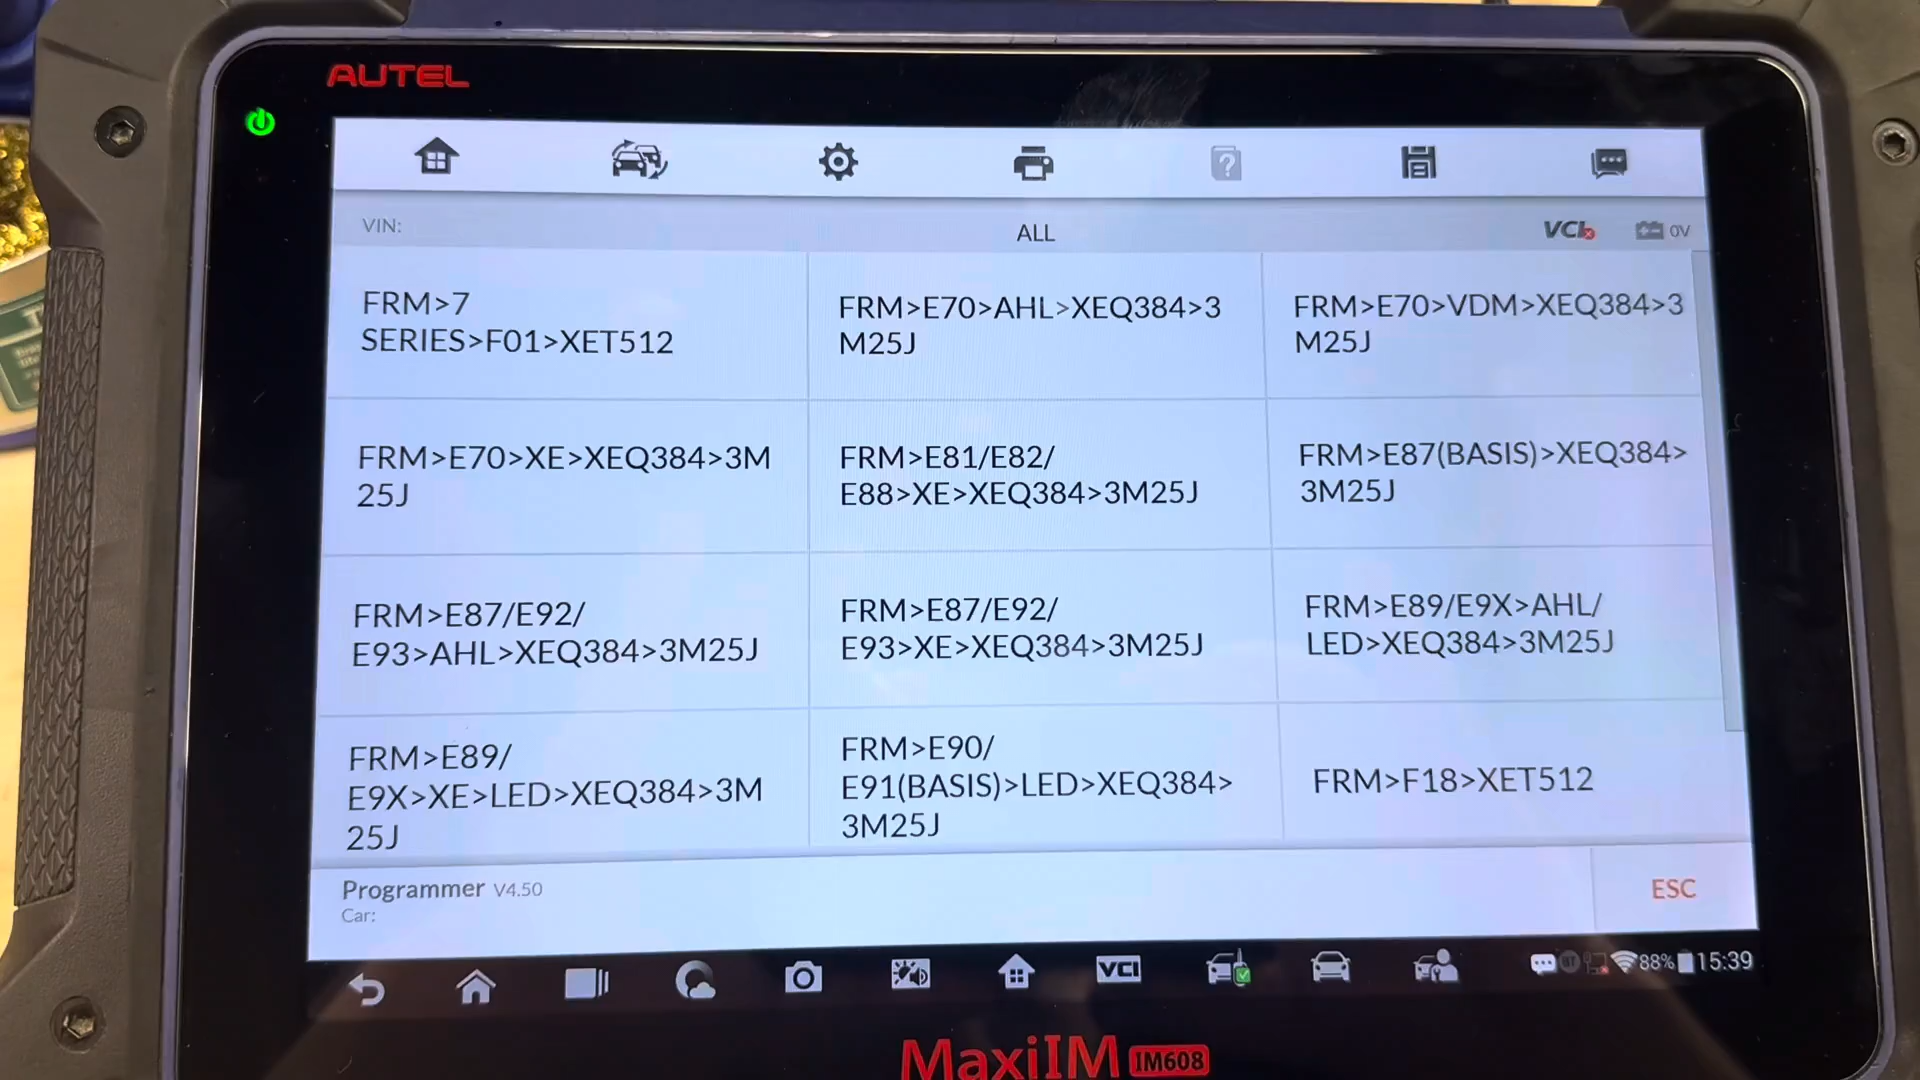 AUTEL
VIN:
ALL
VCI
0V
FRM>7
SERIES>F01>XET512
FRM>E70>AHL>XEQ384>3
M25J
FRM>E70>VDM>XEQ384>3
M25J
FRM>E70>XE>XEQ384>3M
25J
FRM>E81/E82/
E88>XE>XEQ384>3M25J
FRM>E87(BASIS)>XEQ384>
3M25J
FRM>E87/E92/
E93>AHL>XEQ384>3M25J
FRM>E87/E92/
E93>XE>XEQ384>3M25J
FRM>E89/E9X>AHL/
LED>XEQ384>3M25J
FRM>E89/
E9X>XE>LED>XEQ384>3M
25J
FRM>E90/
E91(BASIS)>LED>XEQ384>
3M25J
FRM>F18>XET512
Programmer V4.50
Car:
ESC
VCI
BT
88%
15:39
MaxiIM IM608